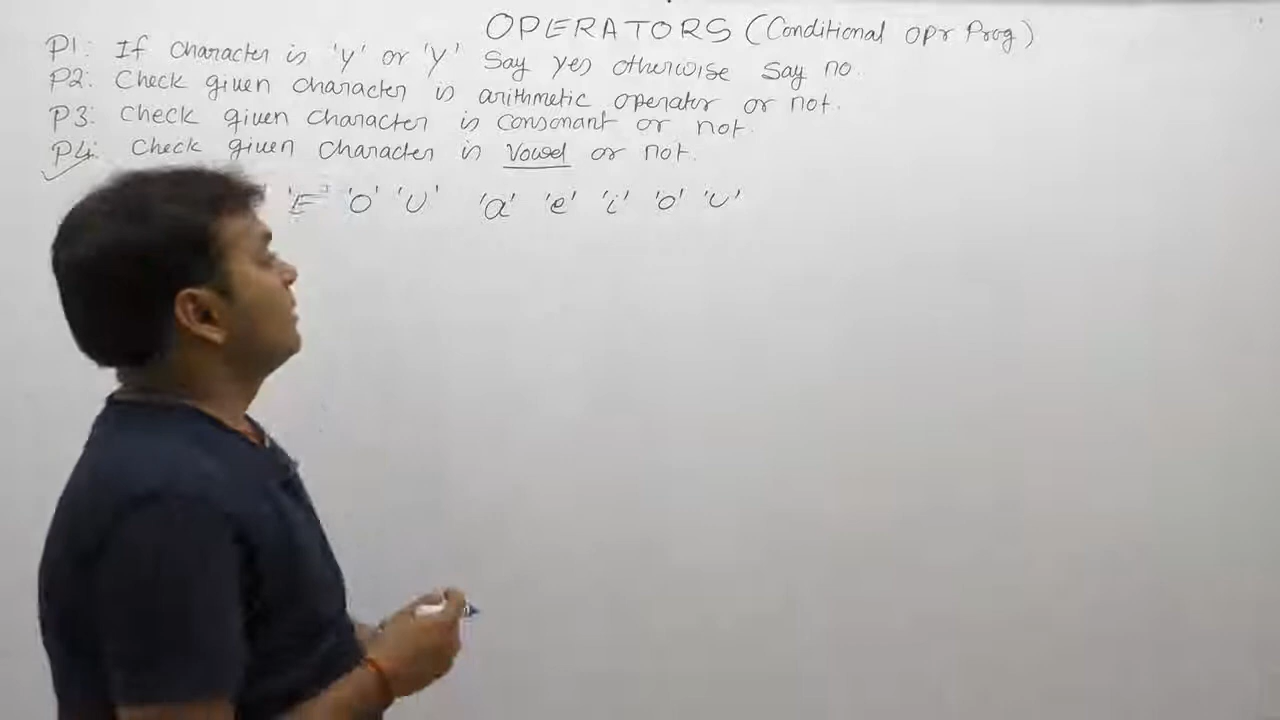 OPERATORS (Conditional opr Prog)
P1: If character is 'y' or 'Y' Say yes otherwise Say no.
P2: Check given character is arithmetic operator or not.
P3: Check given character is Consonant or not.
P4: Check given character is Vowel or not.
'E' 'O' 'U' 'a' 'e' 'i' 'o' 'u'